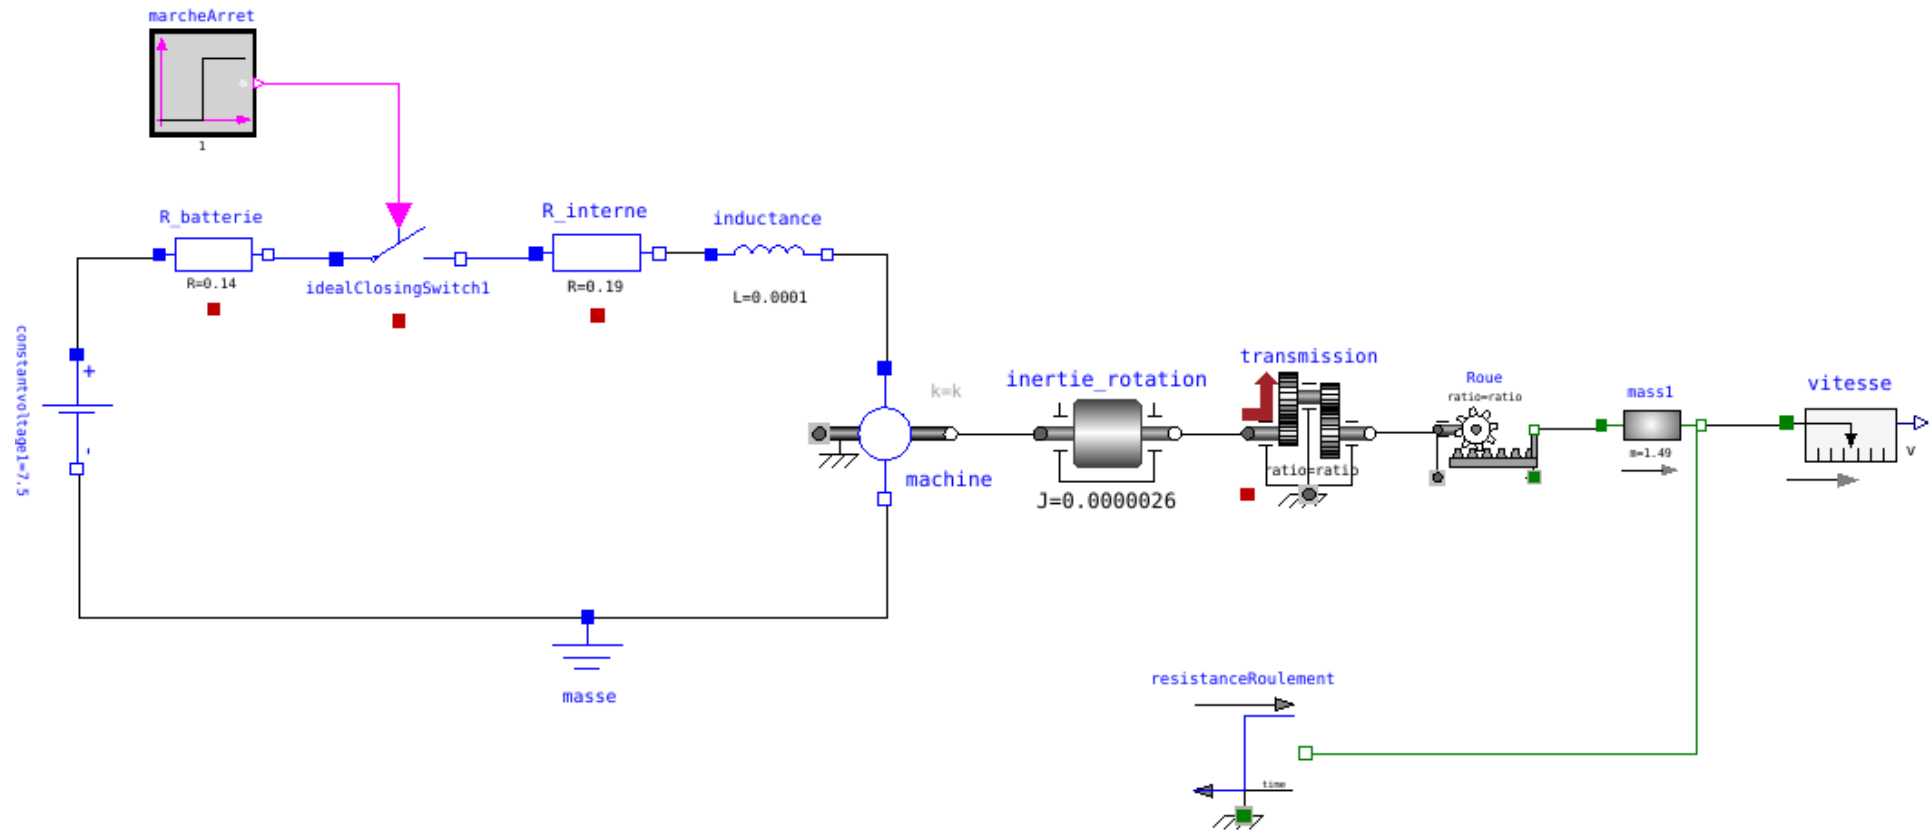 marcheArret
1
R_batterie
R=0.14
idealClosingSwitch1
R_interne
R=0.19
inductance
L=0.0001
constantvoltage1=7.5
+
-
k=k
machine
inertie_rotation
J=0.0000026
transmission
ratio=ratio
Roue
ratio=ratio
mass1
m=1.49
vitesse
v
masse
resistanceRoulement
time